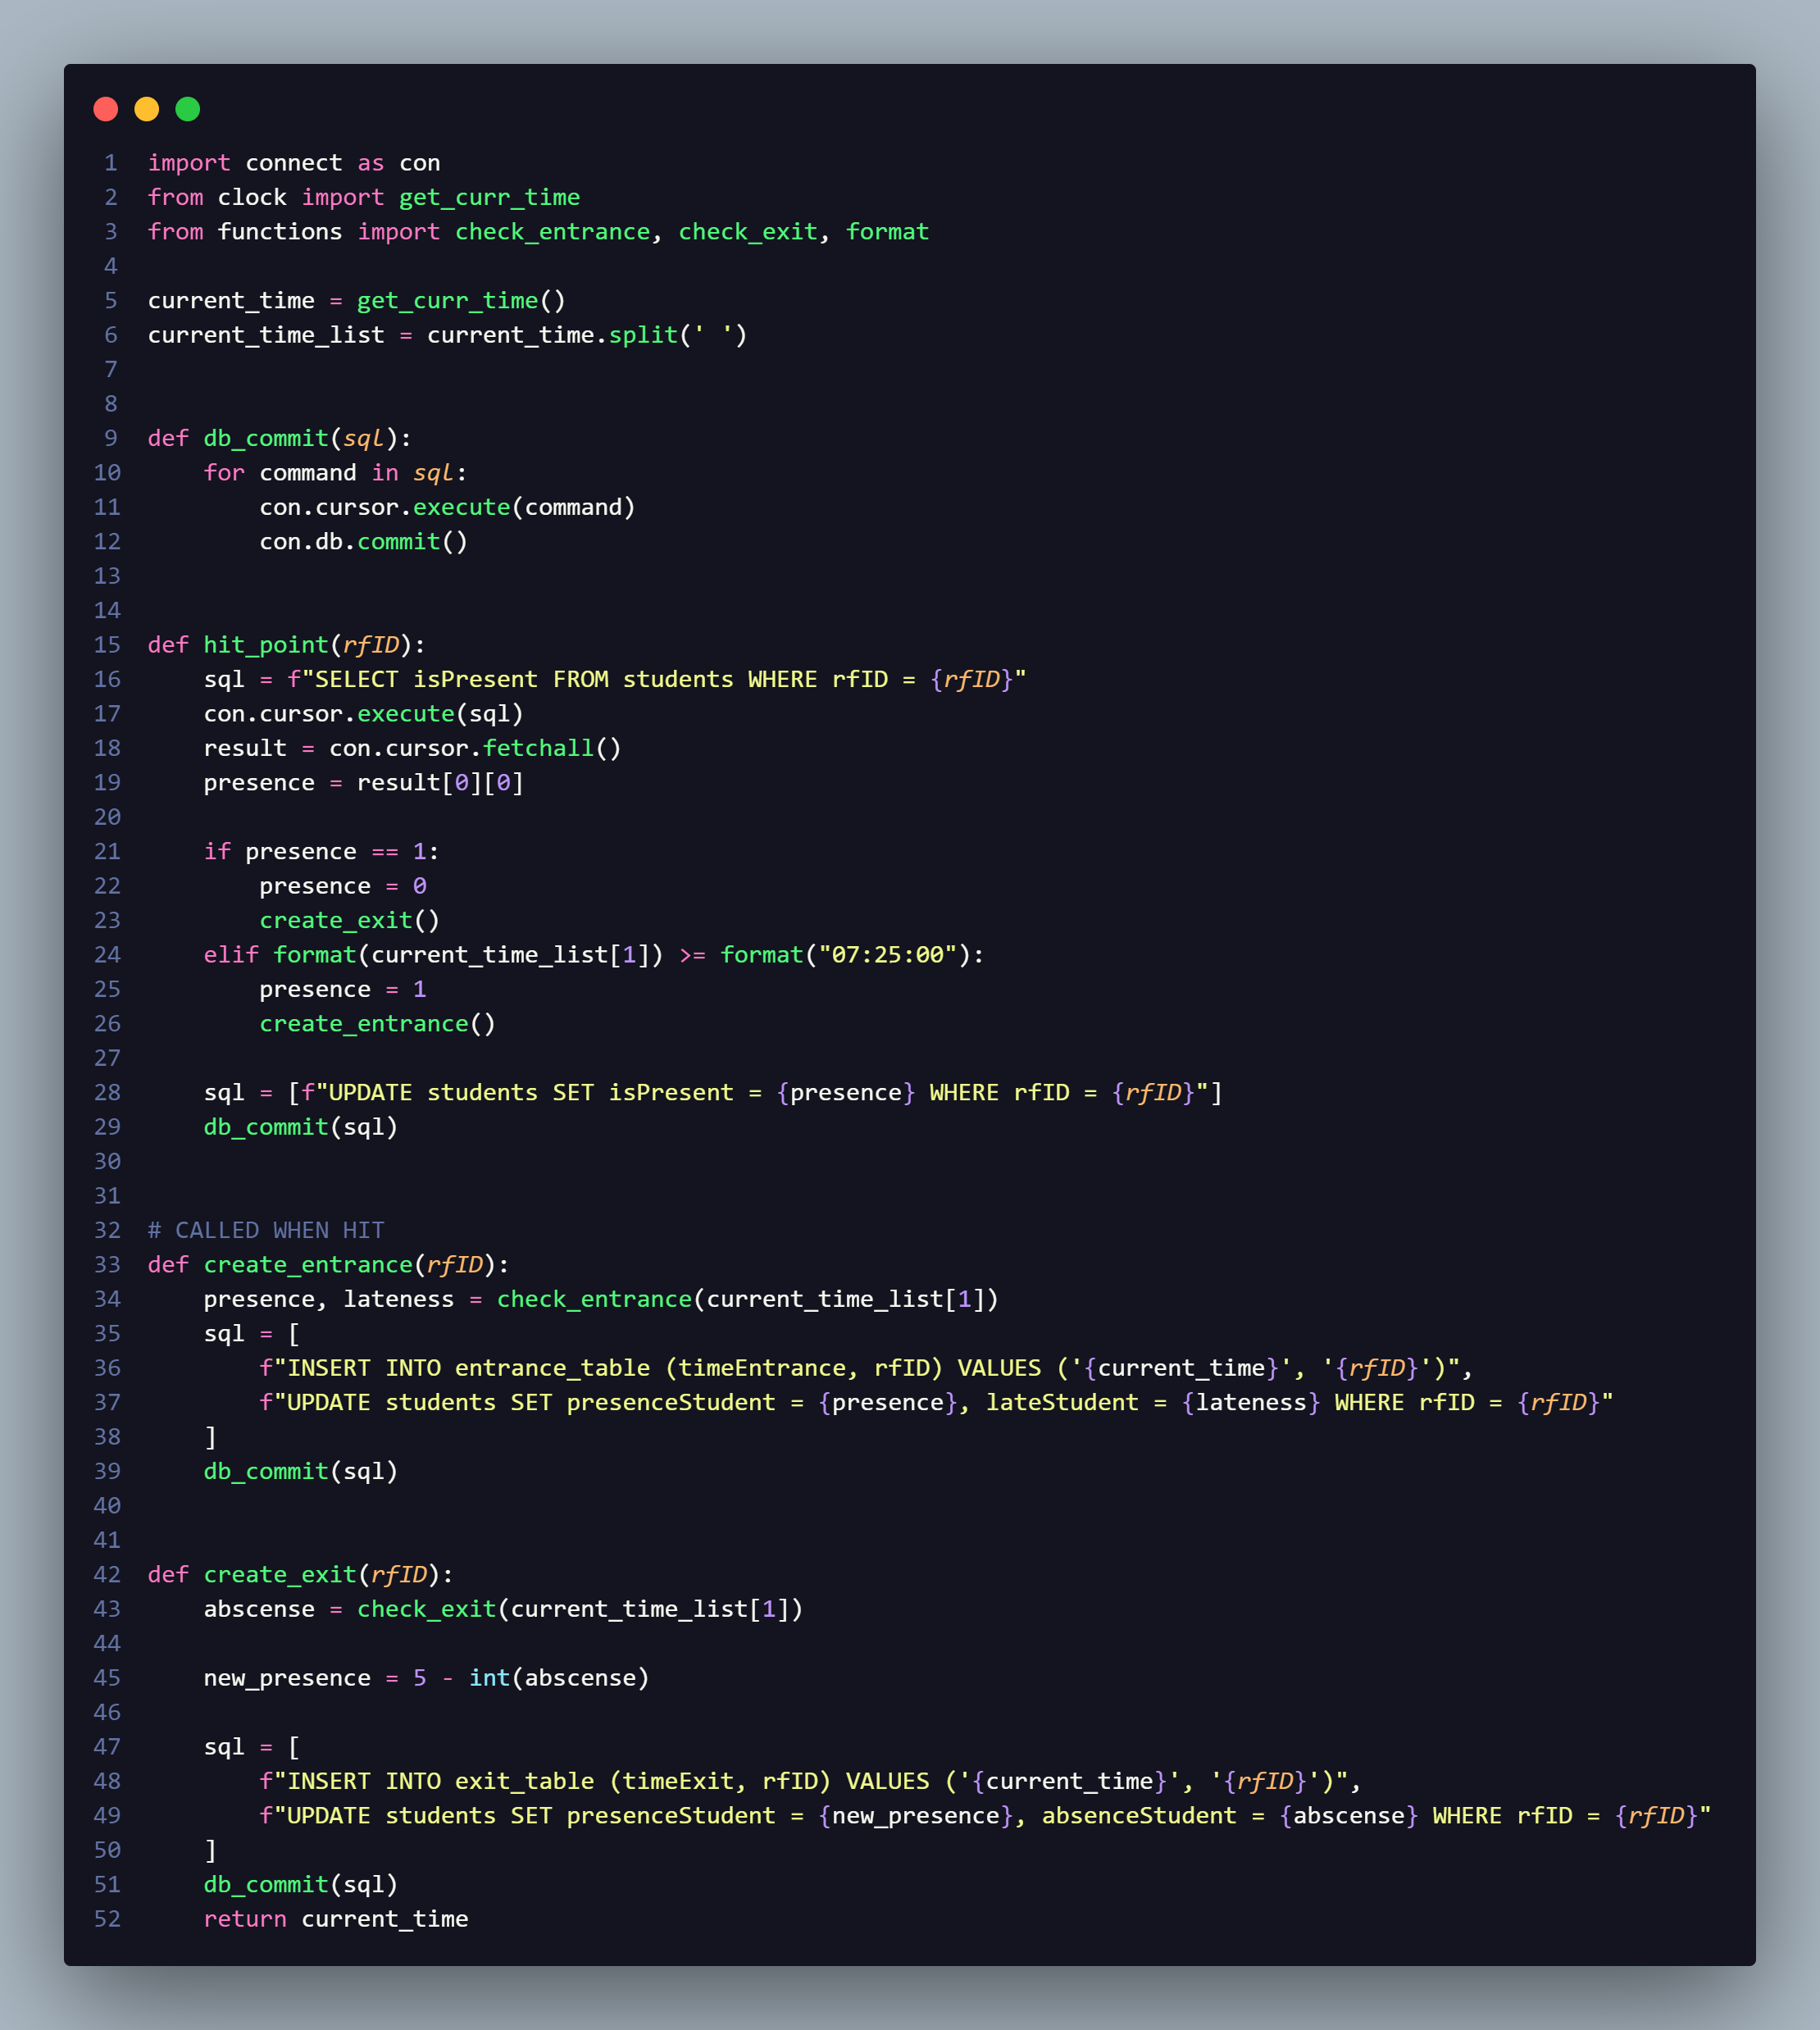 1 import connect as con
2 from clock import get_curr_time
3 from functions import check_entrance, check_exit, format
4
5 current_time = get_curr_time()
6 current_time_list = current_time.split(' ')
7
8
9 def db_commit(sql):
10     for command in sql:
11         con.cursor.execute(command)
12         con.db.commit()
13
14
15 def hit_point(rfID):
16     sql = f"SELECT isPresent FROM students WHERE rfID = {rfID}"
17     con.cursor.execute(sql)
18     result = con.cursor.fetchall()
19     presence = result[0][0]
20
21     if presence == 1:
22         presence = 0
23         create_exit()
24     elif format(current_time_list[1]) >= format("07:25:00"):
25         presence = 1
26         create_entrance()
27
28     sql = [f"UPDATE students SET isPresent = {presence} WHERE rfID = {rfID}"]
29     db_commit(sql)
30
31
32 # CALLED WHEN HIT
33 def create_entrance(rfID):
34     presence, lateness = check_entrance(current_time_list[1])
35     sql = [
36         f"INSERT INTO entrance_table (timeEntrance, rfID) VALUES ('{current_time}', '{rfID}')",
37         f"UPDATE students SET presenceStudent = {presence}, lateStudent = {lateness} WHERE rfID = {rfID}"
38     ]
39     db_commit(sql)
40
41
42 def create_exit(rfID):
43     abscense = check_exit(current_time_list[1])
44
45     new_presence = 5 - int(abscense)
46
47     sql = [
48         f"INSERT INTO exit_table (timeExit, rfID) VALUES ('{current_time}', '{rfID}')",
49         f"UPDATE students SET presenceStudent = {new_presence}, absenceStudent = {abscense} WHERE rfID = {rfID}"
50     ]
51     db_commit(sql)
52     return current_time